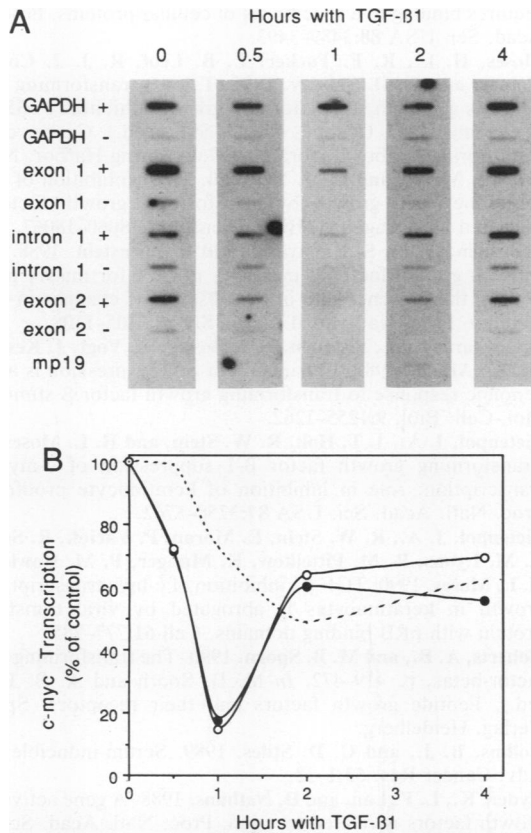 A
Hours with TGF-ß1
0 0.5 1 2 4
GAPDH +
GAPDH -
exon 1 +
exon 1 -
intron 1 +
intron 1 -
exon 2 +
exon 2 -
mp19
B
100
80
60
40
20
0
c-myc Transcription
(% of control)
0 1 2 3 4
Hours with TGF-ß1